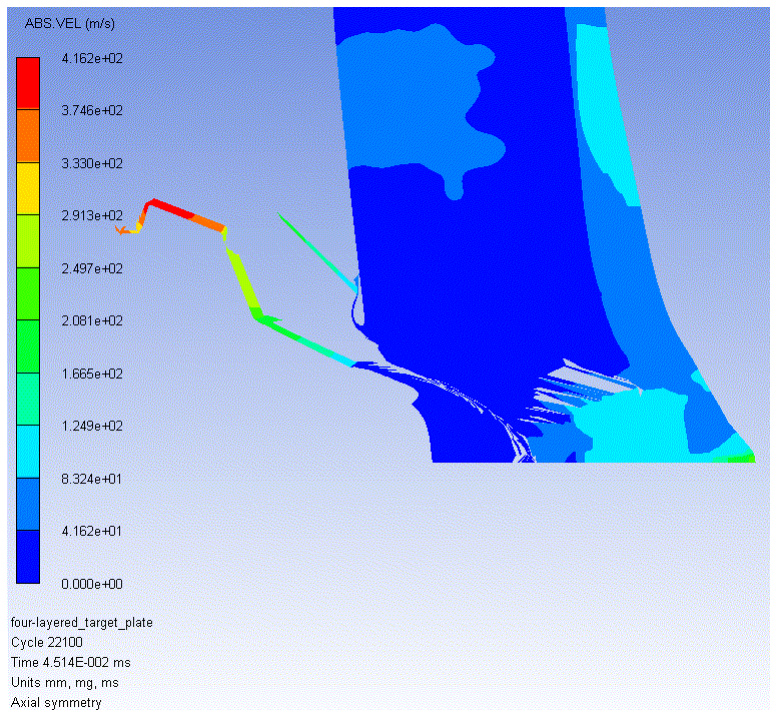 ABS.VEL (m/s)
4.162e+02
3.746e+02
3.330e+02
2.913e+02
2.497e+02
2.081e+02
1.665e+02
1.249e+02
8.324e+01
4.162e+01
0.000e+00
four-layered_target_plate
Cycle 22100
Time 4.514E-002 ms
Units mm, mg, ms
Axial symmetry